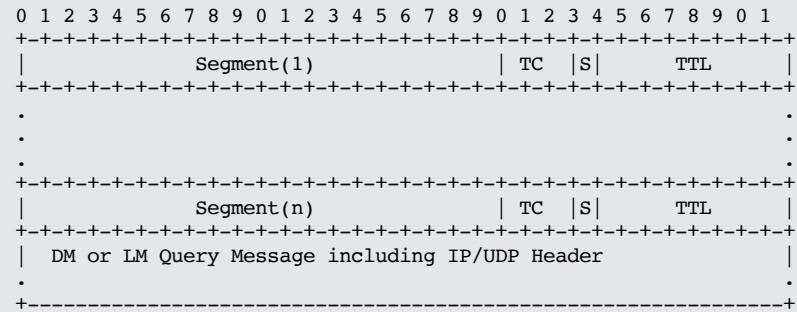 0 1 2 3 4 5 6 7 8 9 0 1 2 3 4 5 6 7 8 9 0 1 2 3 4 5 6 7 8 9 0 1
+-+-+-+-+-+-+-+-+-+-+-+-+-+-+-+-+-+-+-+-+-+-+-+-+-+-+-+-+-+-+-+-+
|                 Segment(1)                  | TC  |S|      TTL      |
+-+-+-+-+-+-+-+-+-+-+-+-+-+-+-+-+-+-+-+-+-+-+-+-+-+-+-+-+-+-+-+-+
.                                                               .
.                                                               .
.                                                               .
+-+-+-+-+-+-+-+-+-+-+-+-+-+-+-+-+-+-+-+-+-+-+-+-+-+-+-+-+-+-+-+-+
|                 Segment(n)                  | TC  |S|      TTL      |
+-+-+-+-+-+-+-+-+-+-+-+-+-+-+-+-+-+-+-+-+-+-+-+-+-+-+-+-+-+-+-+-+
|  DM or LM Query Message including IP/UDP Header               |
.                                                               .
+---------------------------------------------------------------+